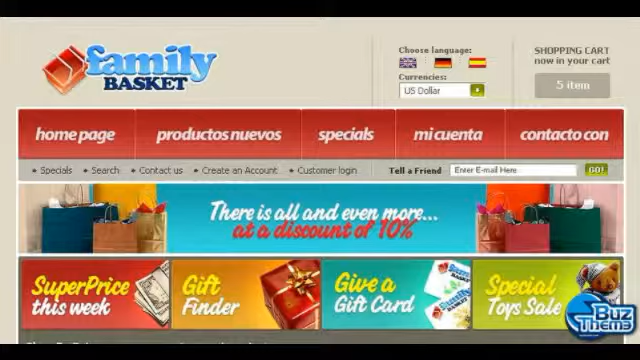 family
BASKET
Choose language:
Currencies:
US Dollar
SHOPPING CART
now in your cart
5 item
home page
productos nuevos
specials
mi cuenta
contacto con
Specials
Search
Contact us
Create an Account
Customer login
Tell a Friend
Enter E-mail Here
GO!
There is all and even more...
at a discount of 10%
SuperPrice
this week
Gift
Finder
Give a
Gift Card
Special
Toys Sale
family
family
Buz
Them3